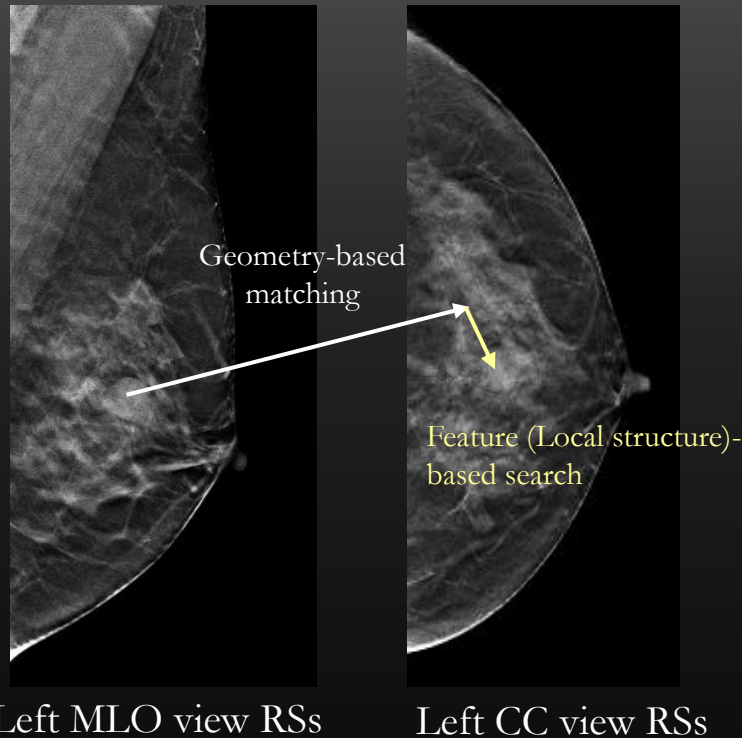 Geometry-based
matching
Feature (Local structure)-
based search
Left MLO view RSs
Left CC view RSs